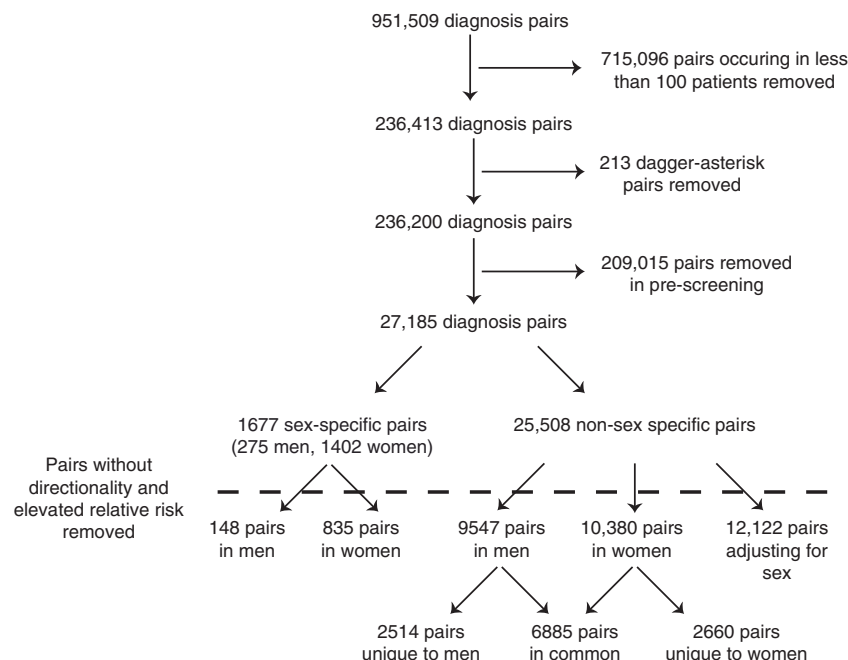 951,509 diagnosis pairs
715,096 pairs occuring in less
than 100 patients removed
236,413 diagnosis pairs
213 dagger-asterisk
pairs removed
236,200 diagnosis pairs
209,015 pairs removed
in pre-screening
27,185 diagnosis pairs
1677 sex-specific pairs
(275 men, 1402 women)
25,508 non-sex specific pairs
Pairs without
directionality and
elevated relative risk
removed
148 pairs
in men
835 pairs
in women
9547 pairs
in men
10,380 pairs
in women
12,122 pairs
adjusting for
sex
2514 pairs
unique to men
6885 pairs
in common
2660 pairs
unique to women